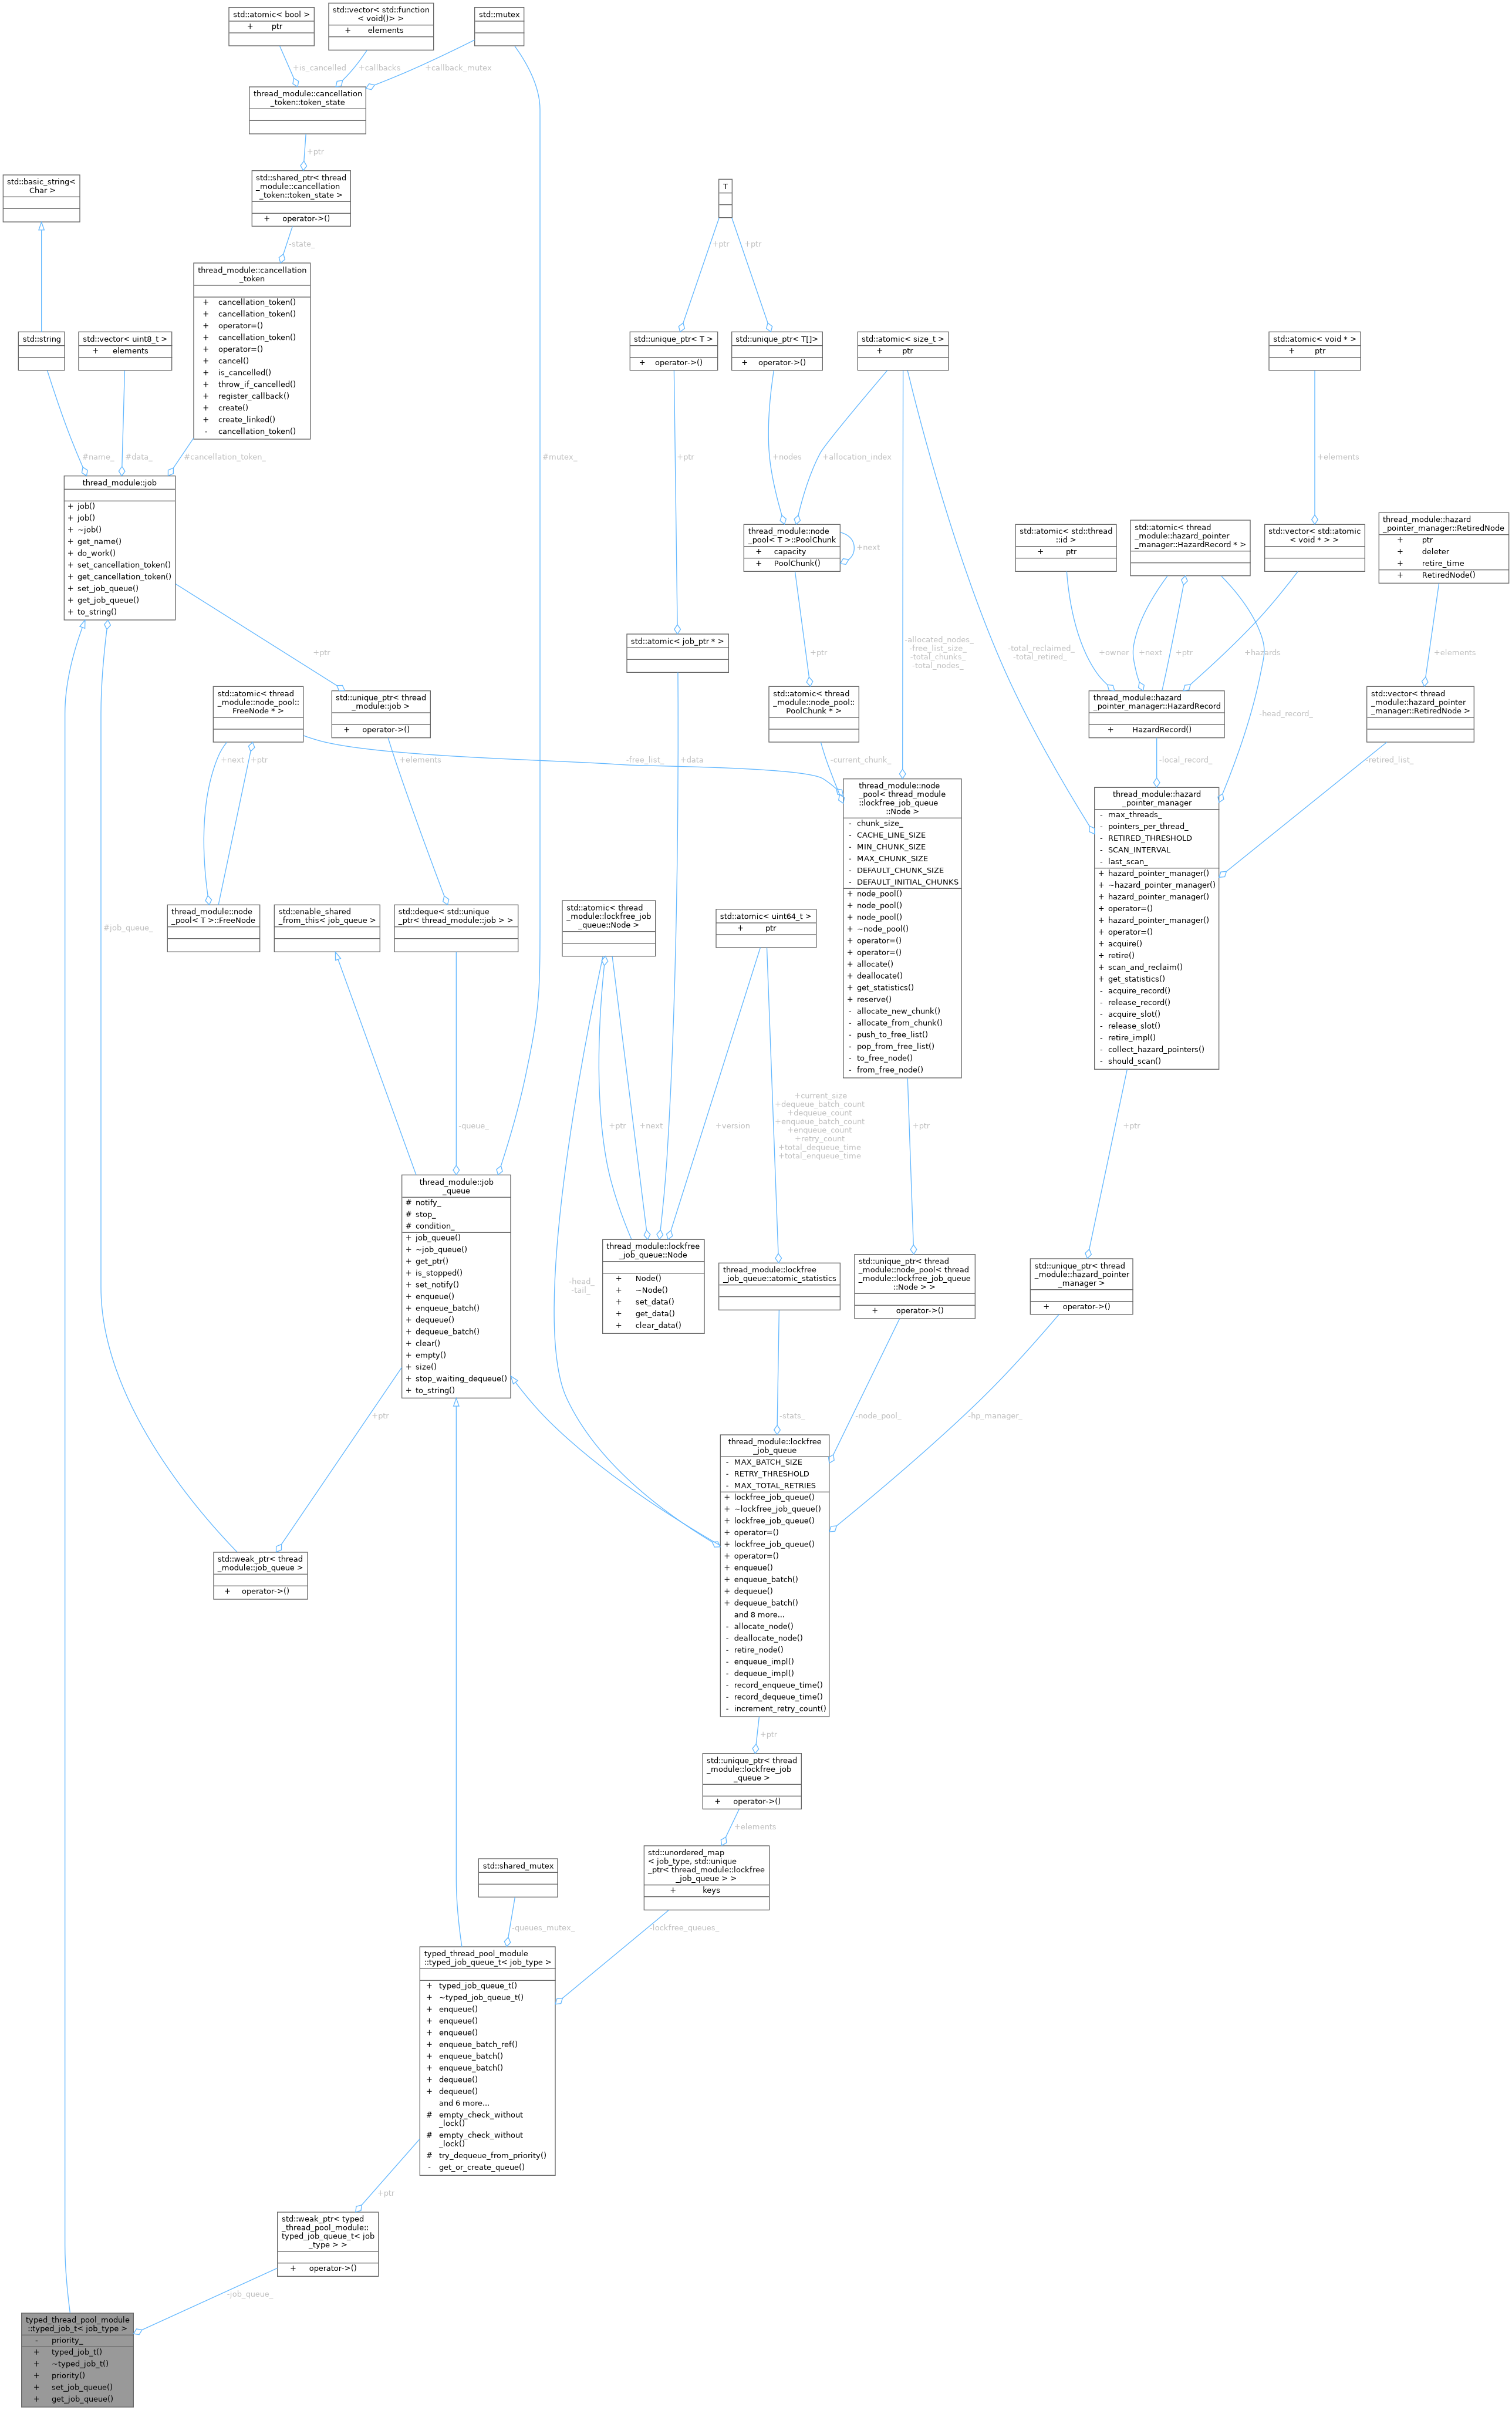 std::atomic< bool >
+ ptr
std::vector< std::function
< void()> >
+ elements
std::mutex
+is_cancelled
+callbacks
+callback_mutex
thread_module::cancellation
_token::token_state
+ptr
std::shared_ptr< thread
_module::cancellation
_token::token_state >
+ operator->()
std::basic_string<
Char >
T
-state_
+ptr
+ptr
thread_module::cancellation
_token
+ cancellation_token()
+ cancellation_token()
+ operator=()
+ cancellation_token()
+ operator=()
+ cancel()
+ is_cancelled()
+ throw_if_cancelled()
+ register_callback()
+ create()
+ create_linked()
- cancellation_token()
std::string
std::vector< uint8_t >
+ elements
std::unique_ptr< T >
+ operator->()
std::unique_ptr< T[]>
+ operator->()
std::atomic< size_t >
+ ptr
std::atomic< void * >
+ ptr
#name_
#data_
#cancellation_token_
#mutex_
+ptr
+nodes
+allocation_index
+elements
thread_module::job
+ job()
+ job()
+ ~job()
+ get_name()
+ do_work()
+ set_cancellation_token()
+ get_cancellation_token()
+ set_job_queue()
+ get_job_queue()
+ to_string()
thread_module::node
_pool< T >::PoolChunk
+ capacity
+ PoolChunk()
+next
std::atomic< std::thread
::id >
+ ptr
std::atomic< thread
_module::hazard_pointer
_manager::HazardRecord * >
std::vector< std::atomic
< void * > >
thread_module::hazard
_pointer_manager::RetiredNode
+ ptr
+ deleter
+ retire_time
+ RetiredNode()
std::atomic< job_ptr * >
+ptr
+ptr
-allocated_nodes_
-free_list_size_
-total_chunks_
-total_nodes_
-total_reclaimed_
-total_retired_
+owner
+next
+ptr
+hazards
+elements
std::atomic< thread
_module::node_pool::
FreeNode * >
std::unique_ptr< thread
_module::job >
+ operator->()
std::atomic< thread
_module::node_pool::
PoolChunk * >
thread_module::hazard
_pointer_manager::HazardRecord
+ HazardRecord()
-head_record_
std::vector< thread
_module::hazard_pointer
_manager::RetiredNode >
+next
+ptr
+elements
-free_list_
+data
-current_chunk_
-local_record_
-retired_list_
thread_module::node
_pool< thread_module
::lockfree_job_queue
::Node >
- chunk_size_
- CACHE_LINE_SIZE
- MIN_CHUNK_SIZE
- MAX_CHUNK_SIZE
- DEFAULT_CHUNK_SIZE
- DEFAULT_INITIAL_CHUNKS
+ node_pool()
+ node_pool()
+ node_pool()
+ ~node_pool()
+ operator=()
+ operator=()
+ allocate()
+ deallocate()
+ get_statistics()
+ reserve()
- allocate_new_chunk()
- allocate_from_chunk()
- push_to_free_list()
- pop_from_free_list()
- to_free_node()
- from_free_node()
thread_module::hazard
_pointer_manager
- max_threads_
- pointers_per_thread_
- RETIRED_THRESHOLD
- SCAN_INTERVAL
- last_scan_
+ hazard_pointer_manager()
+ ~hazard_pointer_manager()
+ hazard_pointer_manager()
+ operator=()
+ hazard_pointer_manager()
+ operator=()
+ acquire()
+ retire()
+ scan_and_reclaim()
+ get_statistics()
- acquire_record()
- release_record()
- acquire_slot()
- release_slot()
- retire_impl()
- collect_hazard_pointers()
- should_scan()
#job_queue_
thread_module::node
_pool< T >::FreeNode
std::enable_shared
_from_this< job_queue >
std::deque< std::unique
_ptr< thread_module::job > >
std::atomic< thread
_module::lockfree_job
_queue::Node >
std::atomic< uint64_t >
+ ptr
-queue_
+ptr
+next
+version
+current_size
+dequeue_batch_count
+dequeue_count
+enqueue_batch_count
+enqueue_count
+retry_count
+total_dequeue_time
+total_enqueue_time
+ptr
+ptr
thread_module::job
_queue
# notify_
# stop_
# condition_
+ job_queue()
+ ~job_queue()
+ get_ptr()
+ is_stopped()
+ set_notify()
+ enqueue()
+ enqueue_batch()
+ dequeue()
+ dequeue_batch()
+ clear()
+ empty()
+ size()
+ stop_waiting_dequeue()
+ to_string()
-head_
-tail_
thread_module::lockfree
_job_queue::Node
+ Node()
+ ~Node()
+ set_data()
+ get_data()
+ clear_data()
thread_module::lockfree
_job_queue::atomic_statistics
std::unique_ptr< thread
_module::node_pool< thread
_module::lockfree_job_queue
::Node > >
+ operator->()
std::unique_ptr< thread
_module::hazard_pointer
_manager >
+ operator->()
+ptr
-stats_
-node_pool_
-hp_manager_
thread_module::lockfree
_job_queue
- MAX_BATCH_SIZE
- RETRY_THRESHOLD
- MAX_TOTAL_RETRIES
+ lockfree_job_queue()
+ ~lockfree_job_queue()
+ lockfree_job_queue()
+ operator=()
+ lockfree_job_queue()
+ operator=()
+ enqueue()
+ enqueue_batch()
+ dequeue()
+ dequeue_batch()
and 8 more...
- allocate_node()
- deallocate_node()
- retire_node()
- enqueue_impl()
- dequeue_impl()
- record_enqueue_time()
- record_dequeue_time()
- increment_retry_count()
std::weak_ptr< thread
_module::job_queue >
+ operator->()
+ptr
std::unique_ptr< thread
_module::lockfree_job
_queue >
+ operator->()
+elements
std::shared_mutex
std::unordered_map
< job_type, std::unique
_ptr< thread_module::lockfree
_job_queue > >
+ keys
-queues_mutex_
-lockfree_queues_
typed_thread_pool_module
::typed_job_queue_t< job_type >
+ typed_job_queue_t()
+ ~typed_job_queue_t()
+ enqueue()
+ enqueue()
+ enqueue()
+ enqueue_batch_ref()
+ enqueue_batch()
+ enqueue_batch()
+ dequeue()
+ dequeue()
and 6 more...
# empty_check_without
_lock()
# empty_check_without
_lock()
# try_dequeue_from_priority()
- get_or_create_queue()
+ptr
std::weak_ptr< typed
_thread_pool_module::
typed_job_queue_t< job
_type > >
+ operator->()
-job_queue_
typed_thread_pool_module
::typed_job_t< job_type >
- priority_
+ typed_job_t()
+ ~typed_job_t()
+ priority()
+ set_job_queue()
+ get_job_queue()